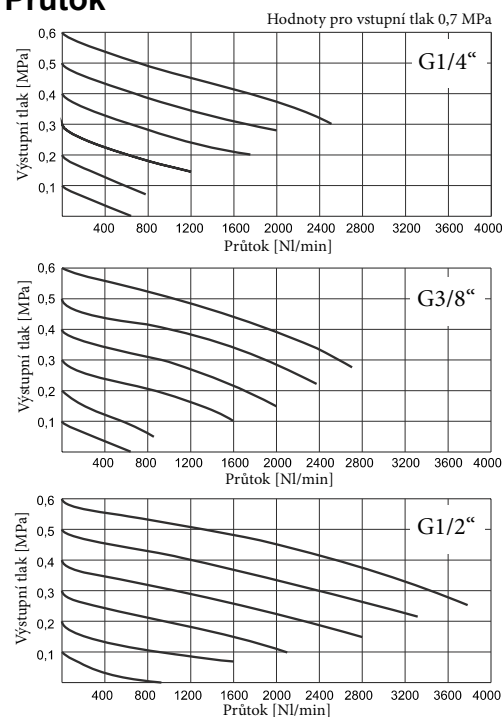 Průtok
Hodnoty pro vstupní tlak 0,7 MPa
G1/4“
Výstupní tlak [MPa]
0,6
0,5
0,4
0,3
0,2
0,1
400 800 1200 1600 2000 2400 2800 3200 3600 4000
Průtok [Nl/min]
G3/8“
Výstupní tlak [MPa]
0,6
0,5
0,4
0,3
0,2
0,1
400 800 1200 1600 2000 2400 2800 3200 3600 4000
Průtok [Nl/min]
G1/2“
Výstupní tlak [MPa]
0,6
0,5
0,4
0,3
0,2
0,1
400 800 1200 1600 2000 2400 2800 3200 3600 4000
Průtok [Nl/min]